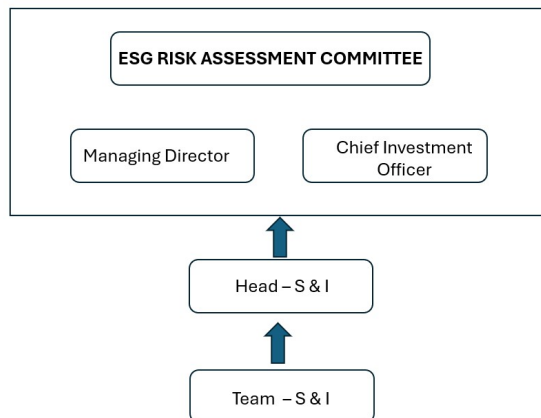 ESG RISK ASSESSMENT COMMITTEE
Managing Director
Chief Investment
Officer
Head – S & I
Team – S & I